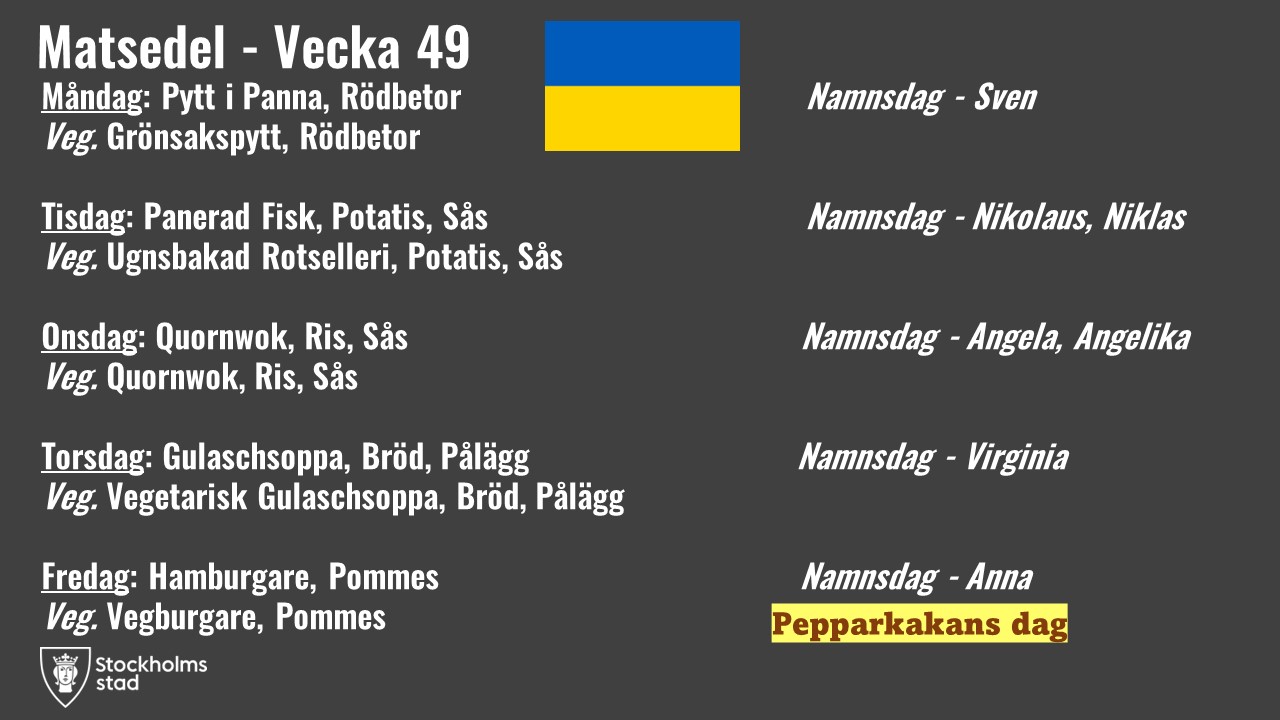 Matsedel - Vecka 49
Måndag: Pytt i Panna, Rödbetor
Namnsdag - Sven
Veg. Grönsakspytt, Rödbetor
Tisdag: Panerad Fisk, Potatis, Sås
Namnsdag - Nikolaus, Niklas
Veg. Ugnsbakad Rotselleri, Potatis, Sås
Onsdag: Quornwok, Ris, Sås
Namnsdag - Angela, Angelika
Veg. Quornwok, Ris, Sås
Torsdag: Gulaschsoppa, Bröd, Pålägg
Namnsdag - Virginia
Veg. Vegetarisk Gulaschsoppa, Bröd, Pålägg
Fredag: Hamburgare, Pommes
Namnsdag - Anna
Veg. Vegburgare, Pommes
Pepparkakans dag
Stockholms
stad